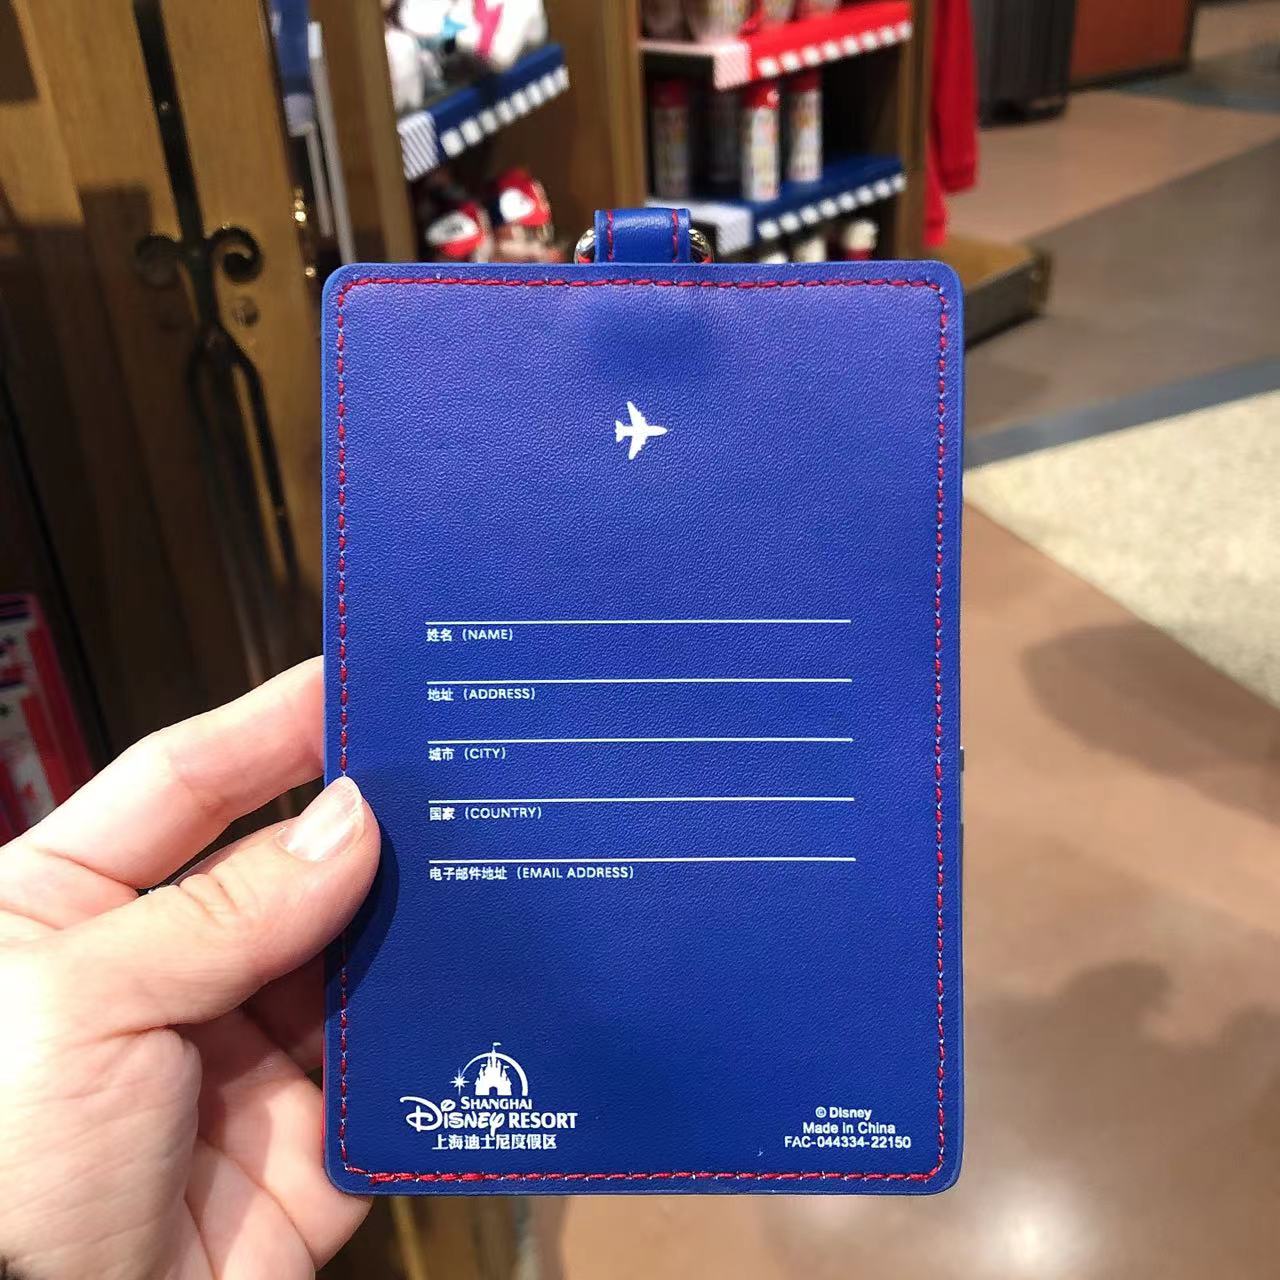 姓名 (NAME)
地址 (ADDRESS)
城市 (CITY)
国家 (COUNTRY)
电子邮件地址 (EMAIL ADDRESS)
SHANGHAI
Disney RESORT
上海迪士尼度假区
© Disney
Made in China
FAC-044334-22150